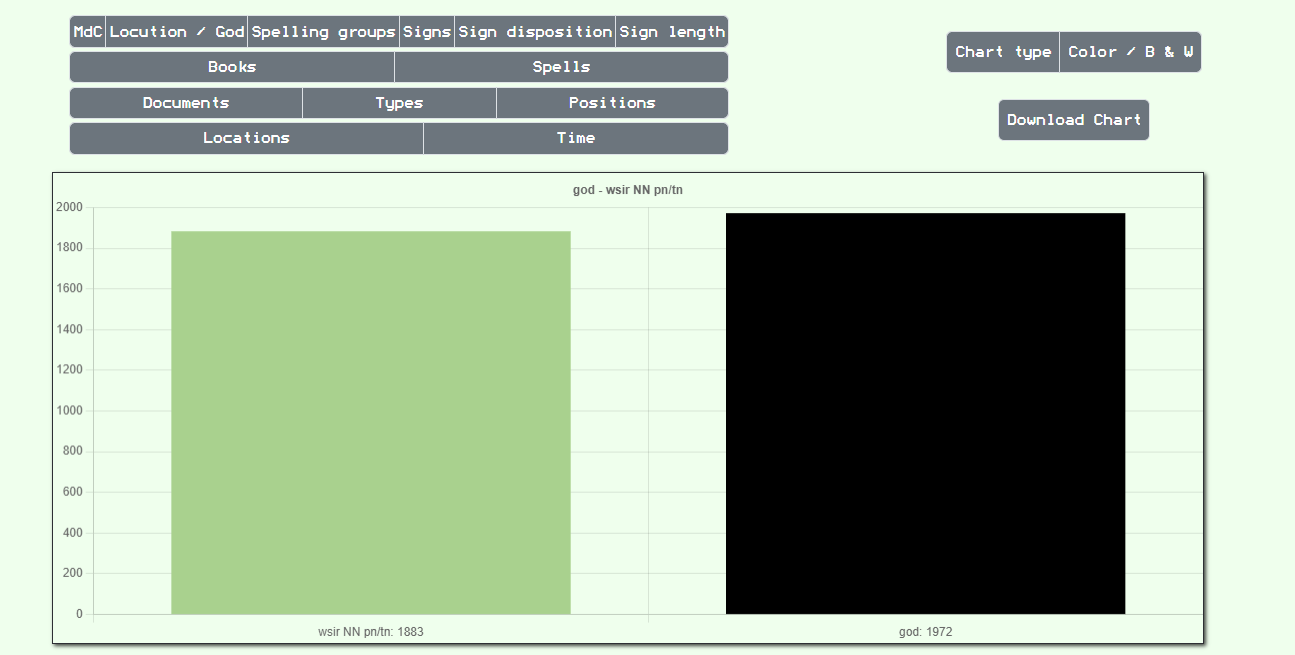 MdC Locution / God Spelling groups Signs Sign disposition Sign length
Books Spells
Documents Types Positions
Locations Time
Chart type Color / B & W
Download Chart
god - wsir NN pn/tn
2000
1800
1600
1400
1200
1000
800
600
400
200
0
wsir NN pn/tn: 1883
god: 1972